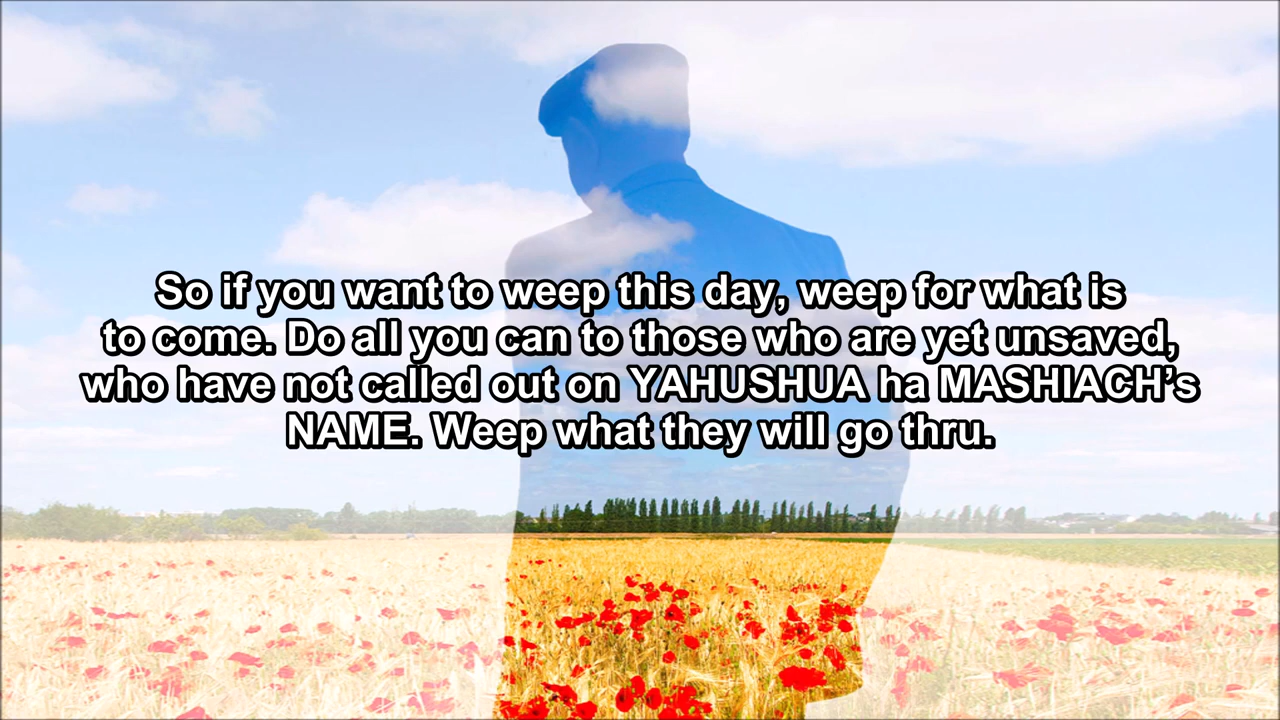 So if you want to weep this day, weep for what is
to come. Do all you can to those who are yet unsaved,
who have not called out on YAHUSHUA ha MASHIACH’s
NAME. Weep what they will go thru.